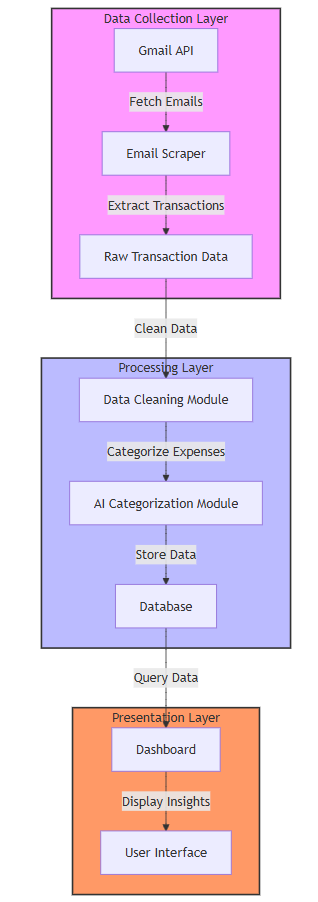 Data Collection Layer
Gmail API
Fetch Emails
Email Scraper
Extract Transactions
Raw Transaction Data
Clean Data
Processing Layer
Data Cleaning Module
Categorize Expenses
AI Categorization Module
Store Data
Database
Query Data
Presentation Layer
Dashboard
Display Insights
User Interface